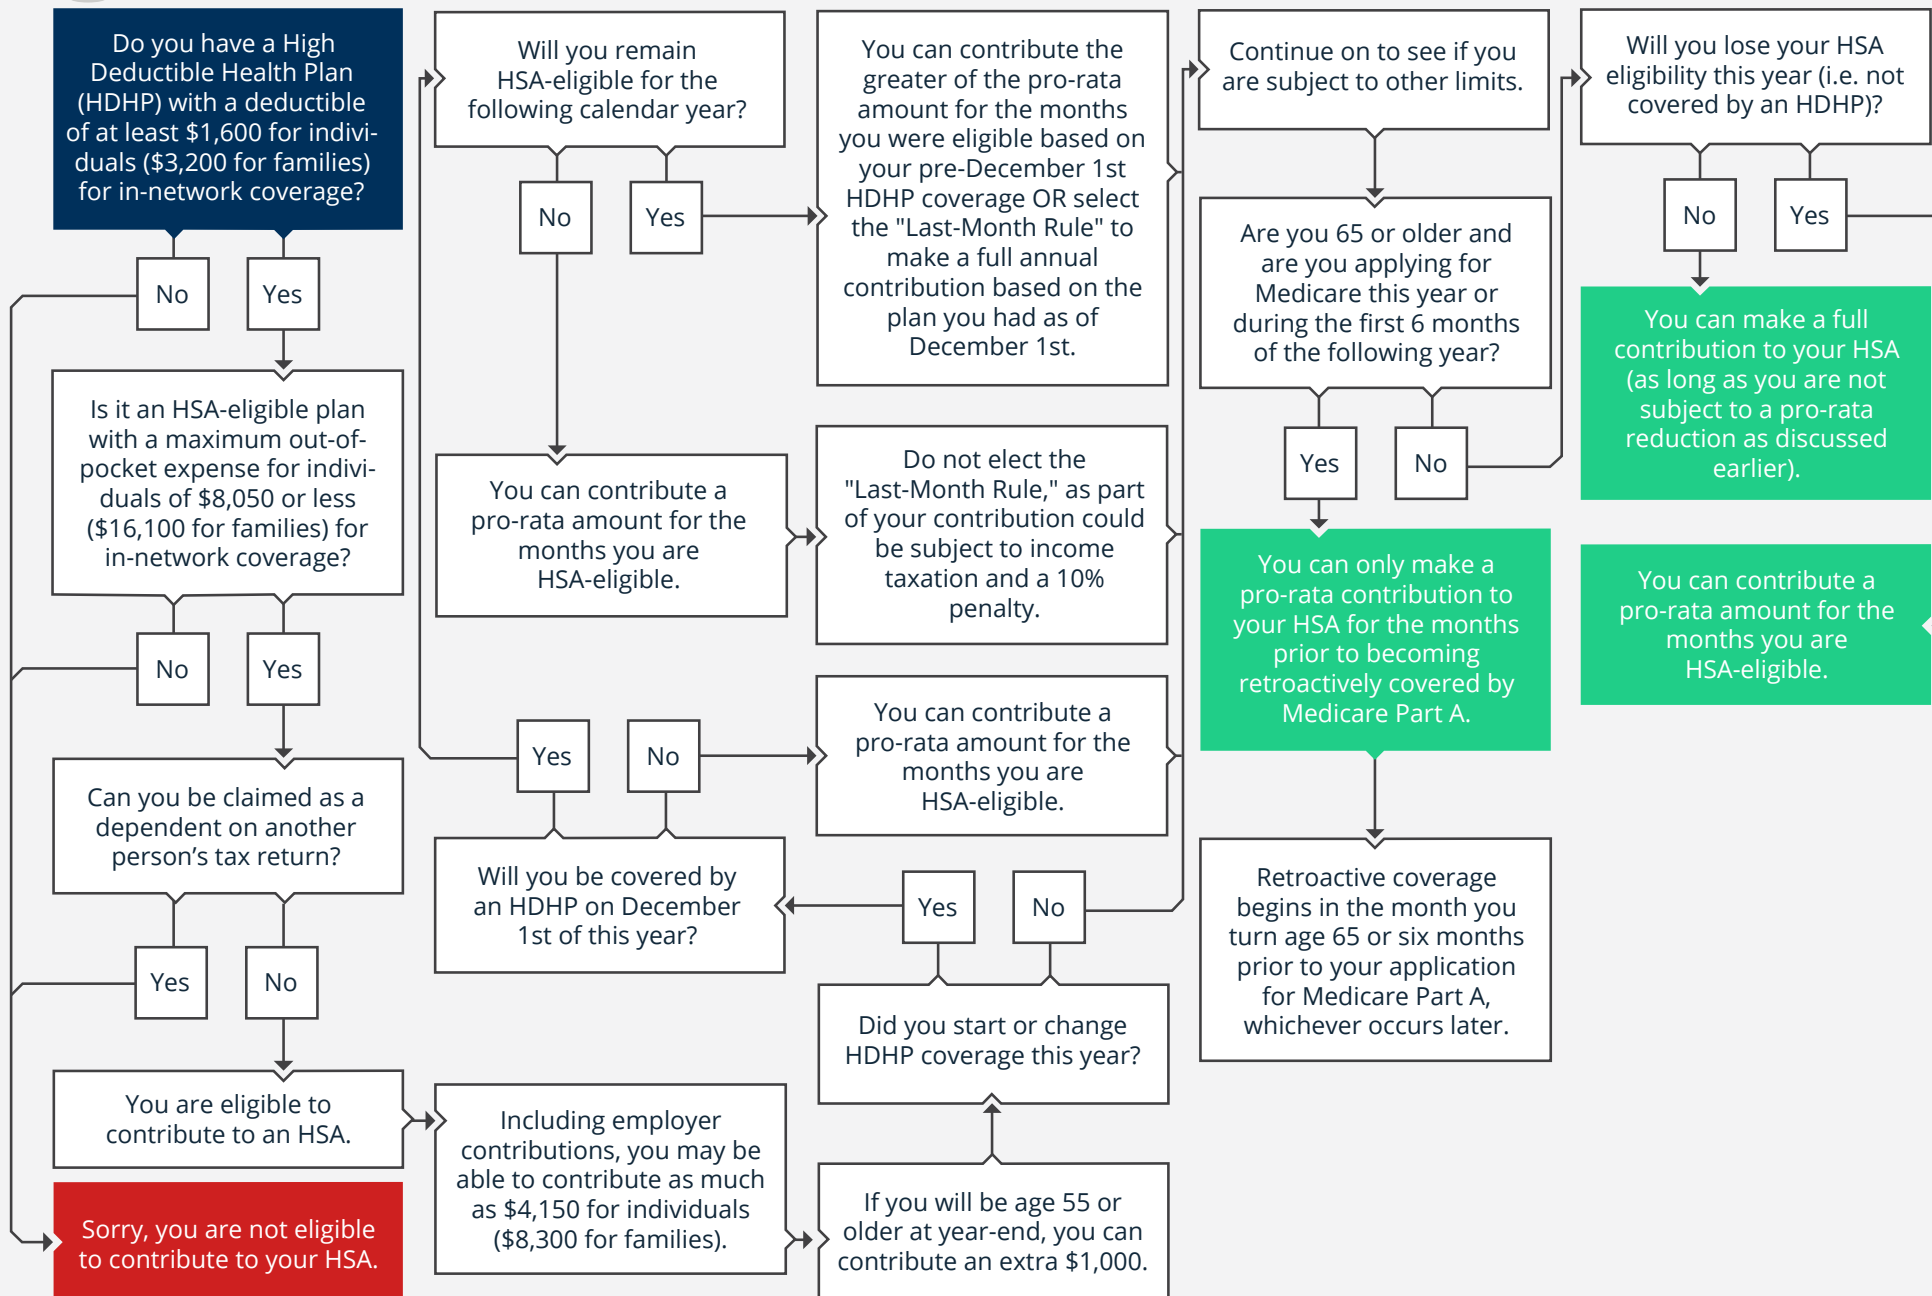 Do you have a High
Deductible Health Plan
(HDHP) with a deductible
of at least $1,600 for indivi-
duals ($3,200 for families)
for in-network coverage?
No
Yes
Is it an HSA-eligible plan
with a maximum out-of-
pocket expense for indivi-
duals of $8,050 or less
($16,100 for families) for
in-network coverage?
No
Yes
Can you be claimed as a
dependent on another
person's tax return?
Yes
No
You are eligible to
contribute to an HSA.
Sorry, you are not eligible
to contribute to your HSA.
Including employer
contributions, you may be
able to contribute as much
as $4,150 for individuals
($8,300 for families).
If you will be age 55 or
older at year-end, you can
contribute an extra $1,000.
Did you start or change
HDHP coverage this year?
Yes
No
Will you be covered by
an HDHP on December
1st of this year?
Yes
No
You can contribute a
pro-rata amount for the
months you are
HSA-eligible.
Will you remain
HSA-eligible for the
following calendar year?
No
Yes
You can contribute a
pro-rata amount for the
months you are
HSA-eligible.
Do not elect the
"Last-Month Rule," as part
of your contribution could
be subject to income
taxation and a 10%
penalty.
You can contribute the
greater of the pro-rata
amount for the months
you were eligible based on
your pre-December 1st
HDHP coverage OR select
the "Last-Month Rule" to
make a full annual
contribution based on the
plan you had as of
December 1st.
Continue on to see if you
are subject to other limits.
Are you 65 or older and
are you applying for
Medicare this year or
during the first 6 months
of the following year?
Yes
No
You can only make a
pro-rata contribution to
your HSA for the months
prior to becoming
retroactively covered by
Medicare Part A.
Retroactive coverage
begins in the month you
turn age 65 or six months
prior to your application
for Medicare Part A,
whichever occurs later.
Will you lose your HSA
eligibility this year (i.e. not
covered by an HDHP)?
No
Yes
You can make a full
contribution to your HSA
(as long as you are not
subject to a pro-rata
reduction as discussed
earlier).
You can contribute a
pro-rata amount for the
months you are
HSA-eligible.